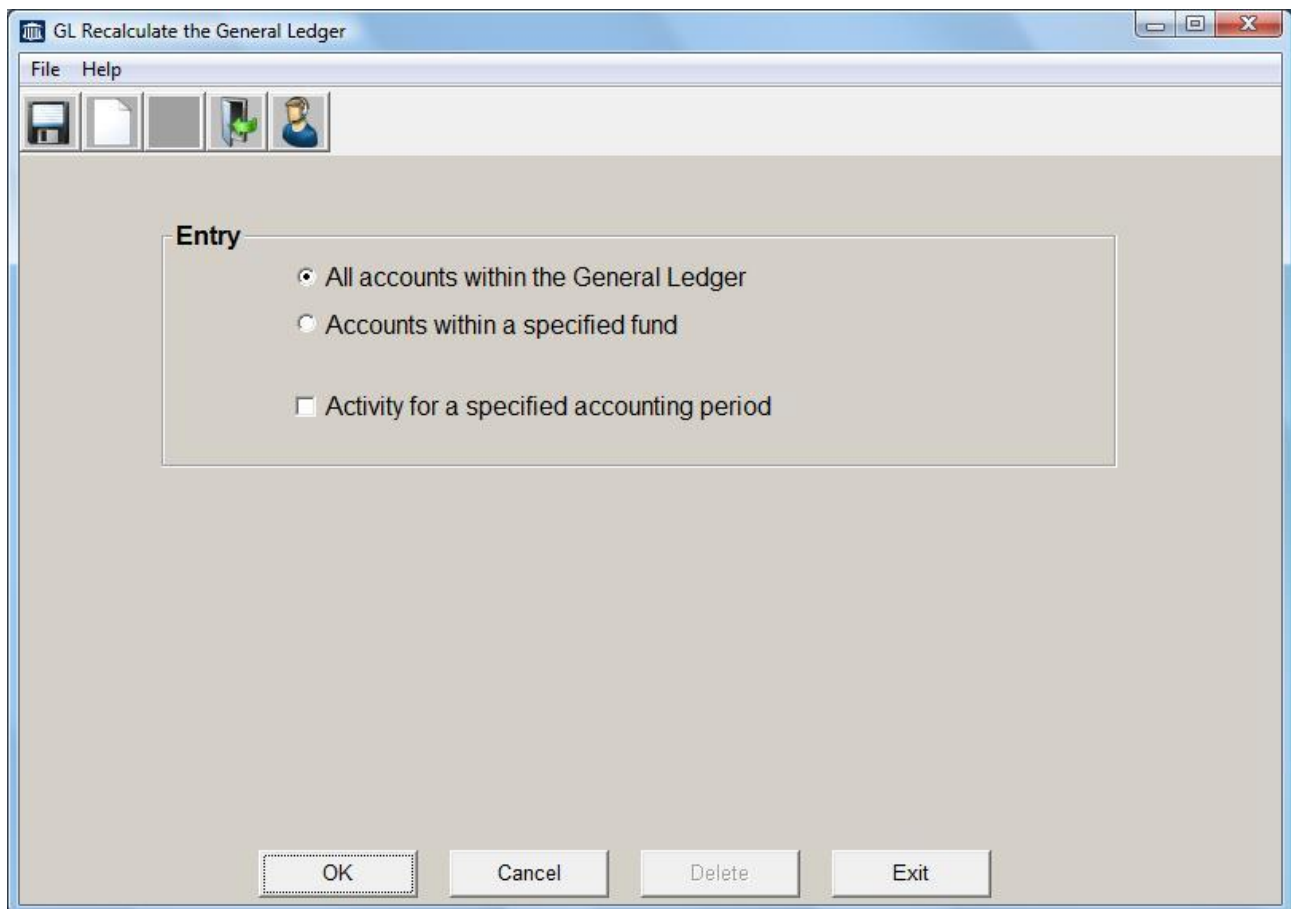 GL Recalculate the General Ledger
File Help
Entry
All accounts within the General Ledger
Accounts within a specified fund
Activity for a specified accounting period
OK Cancel Delete Exit